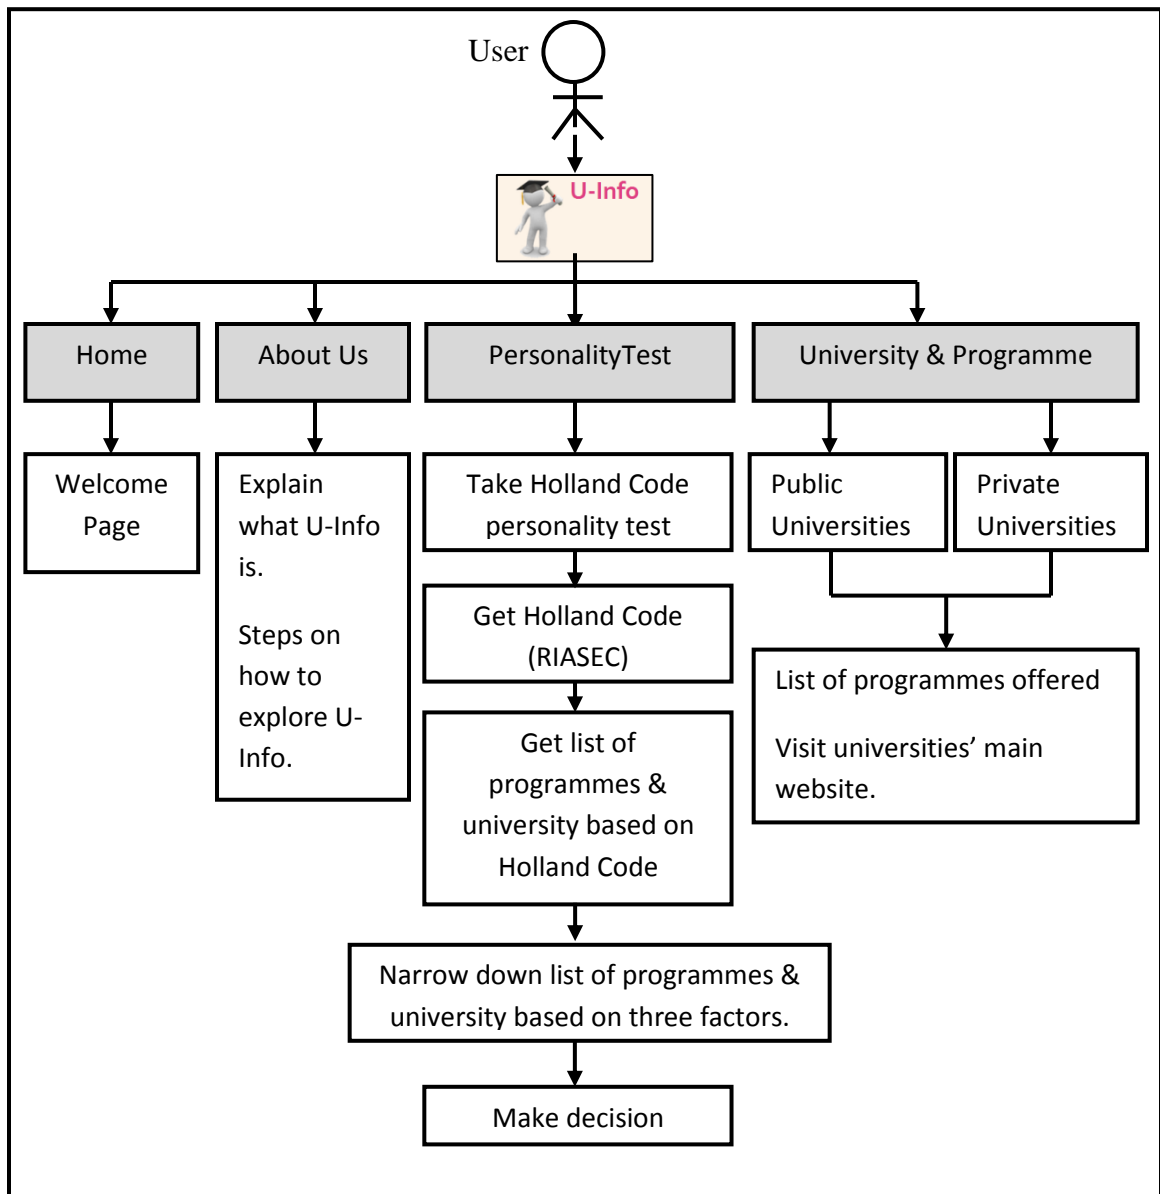 User
U-Info
Home
About Us
PersonalityTest
University & Programme
Welcome
Page
Explain
what U-Info
is.
Steps on
how to
explore U-
Info.
Take Holland Code
personality test
Get Holland Code
(RIASEC)
Get list of
programmes &
university based on
Holland Code
Public
Universities
Private
Universities
List of programmes offered
Visit universities’ main
website.
Narrow down list of programmes &
university based on three factors.
Make decision